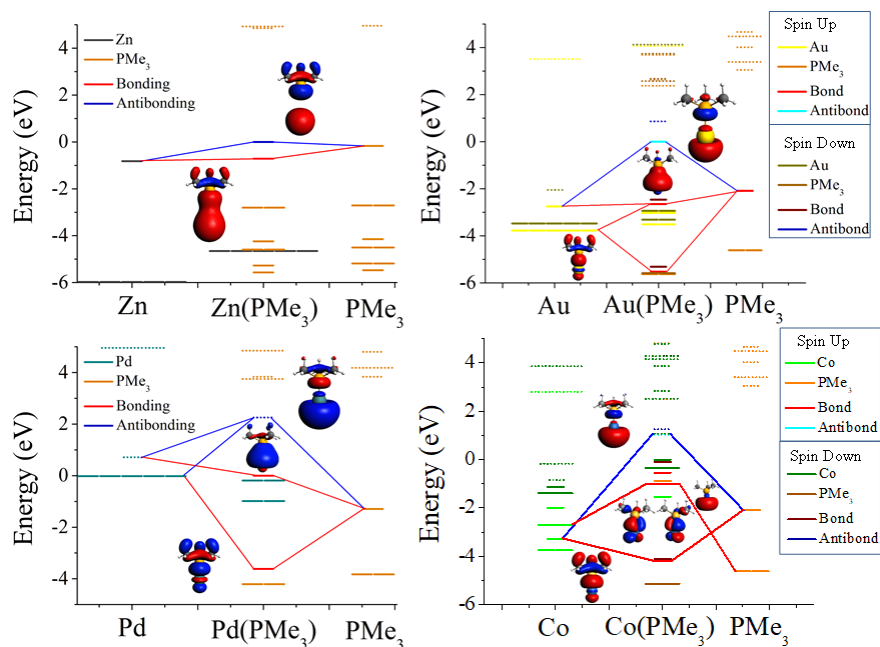 Energy (eV)
4
2
0
-2
-4
-6
Zn
PMe3
Bonding
Antibonding
Zn Zn(PMe3) PMe3
Energy (eV)
4
2
0
-2
-4
-6
Spin Up
Au
PMe3
Bond
Antibond
Spin Down
Au
PMe3
Bond
Antibond
Au Au(PMe3) PMe3
Energy (eV)
4
2
0
-2
-4
Pd
PMe3
Bonding
Antibonding
Pd Pd(PMe3) PMe3
Energy (eV)
4
2
0
-2
-4
-6
Spin Up
Co
PMe3
Bond
Antibond
Spin Down
Co
PMe3
Bond
Antibond
Co Co(PMe3) PMe3